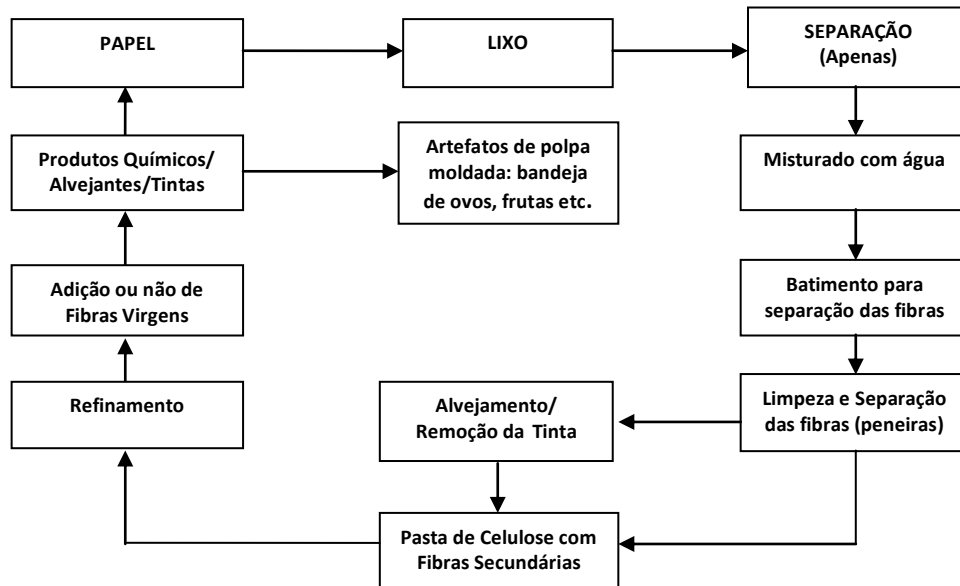 PAPEL
LIXO
SEPARAÇÃO
(Apenas)
Produtos Químicos/
Alvejantes/Tintas
Artefatos de polpa
moldada: bandeja
de ovos, frutas etc.
Misturado com água
Adição ou não de
Fibras Virgens
Batimento para
separação das fibras
Refinamento
Alvejamento/
Remoção da Tinta
Limpeza e Separação
das fibras (peneiras)
Pasta de Celulose com
Fibras Secundárias